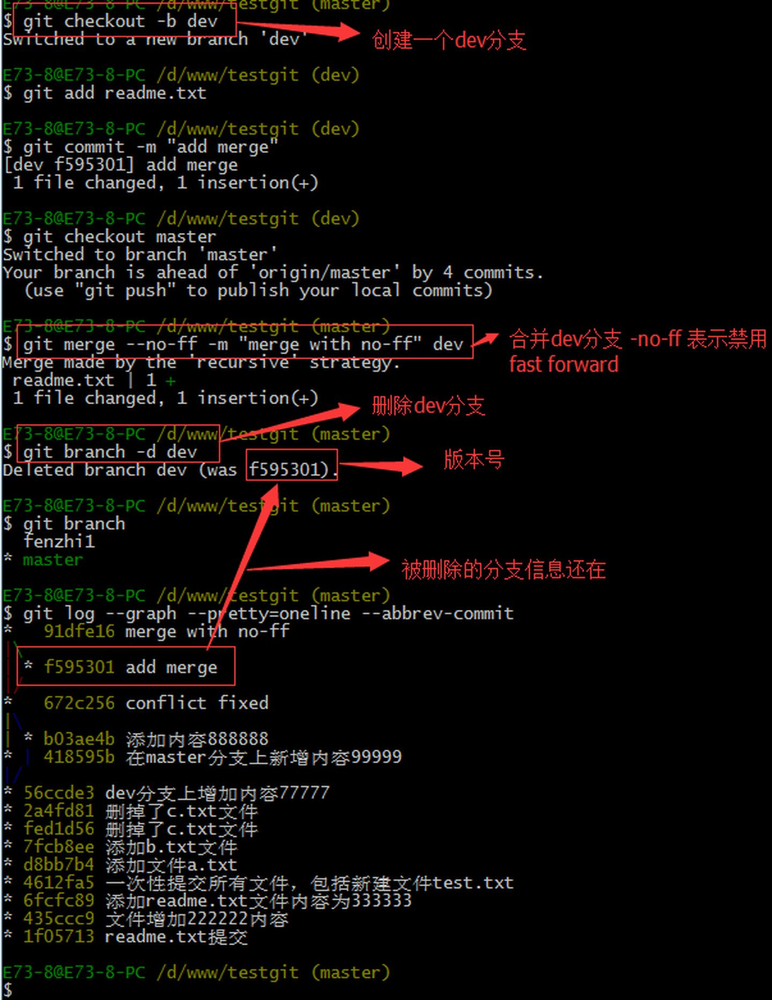 E73-8@E73-8-PC /d/www/testgit (master)
$ git checkout -b dev
Switched to a new branch 'dev'
创建一个dev分支
E73-8@E73-8-PC /d/www/testgit (dev)
$ git add readme.txt
E73-8@E73-8-PC /d/www/testgit (dev)
$ git commit -m "add merge"
[dev f595301] add merge
1 file changed, 1 insertion(+)
E73-8@E73-8-PC /d/www/testgit (dev)
$ git checkout master
Switched to branch 'master'
Your branch is ahead of 'origin/master' by 4 commits.
(use "git push" to publish your local commits)
E73-8@E73-8-PC /d/www/testgit (master)
$ git merge --no-ff -m "merge with no-ff" dev
合并dev分支 -no-ff 表示禁用
fast forward
Merge made by the 'recursive' strategy.
readme.txt | 1 +
1 file changed, 1 insertion(+)
删除dev分支
E73-8@E73-8-PC /d/www/testgit (master)
$ git branch -d dev
Deleted branch dev (was f595301).
版本号
E73-8@E73-8-PC /d/www/testgit (master)
$ git branch
fenzhi1
* master
被删除的分支信息还在
E73-8@E73-8-PC /d/www/testgit (master)
$ git log --graph --pretty=oneline --abbrev-commit
*   91dfe16 merge with no-ff
|\
| * f595301 add merge
|/
*   672c256 conflict fixed
|\
| * b03ae4b 添加内容888888
* | 418595b 在master分支上新增内容99999
|/
* 56ccde3 dev分支上增加内容77777
* 2a4fd81 删掉了c.txt文件
* fed1d56 删掉了c.txt文件
* 7fcb8ee 添加b.txt文件
* d8bb7b4 添加文件a.txt
* 4612fa5 一次性提交所有文件，包括新建文件test.txt
* 6fcfc89 添加readme.txt文件内容为333333
* 435ccc9 文件增加222222内容
* 1f05713 readme.txt提交
E73-8@E73-8-PC /d/www/testgit (master)
$